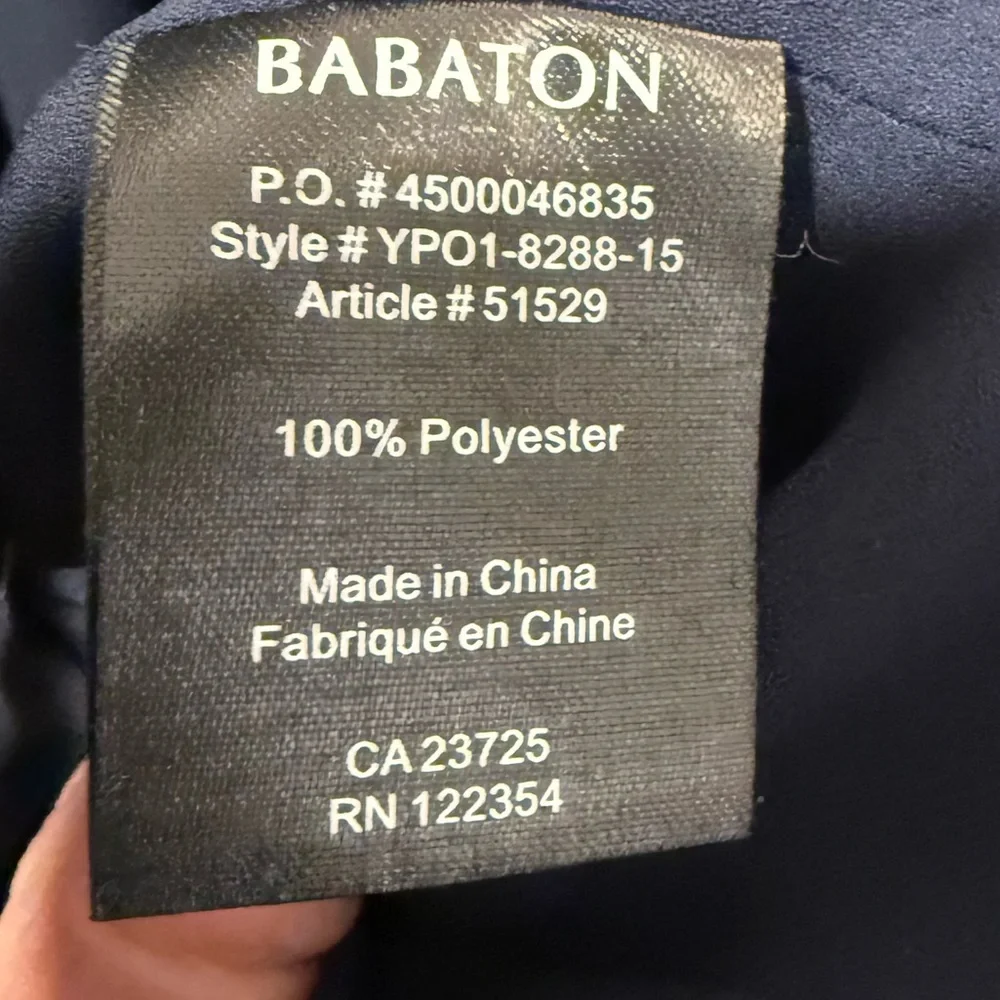 BABATON
P.O. # 4500046835
Style # YPO1-8288-15
Article # 51529
100% Polyester
Made in China
Fabriqué en Chine
CA 23725
RN 122354